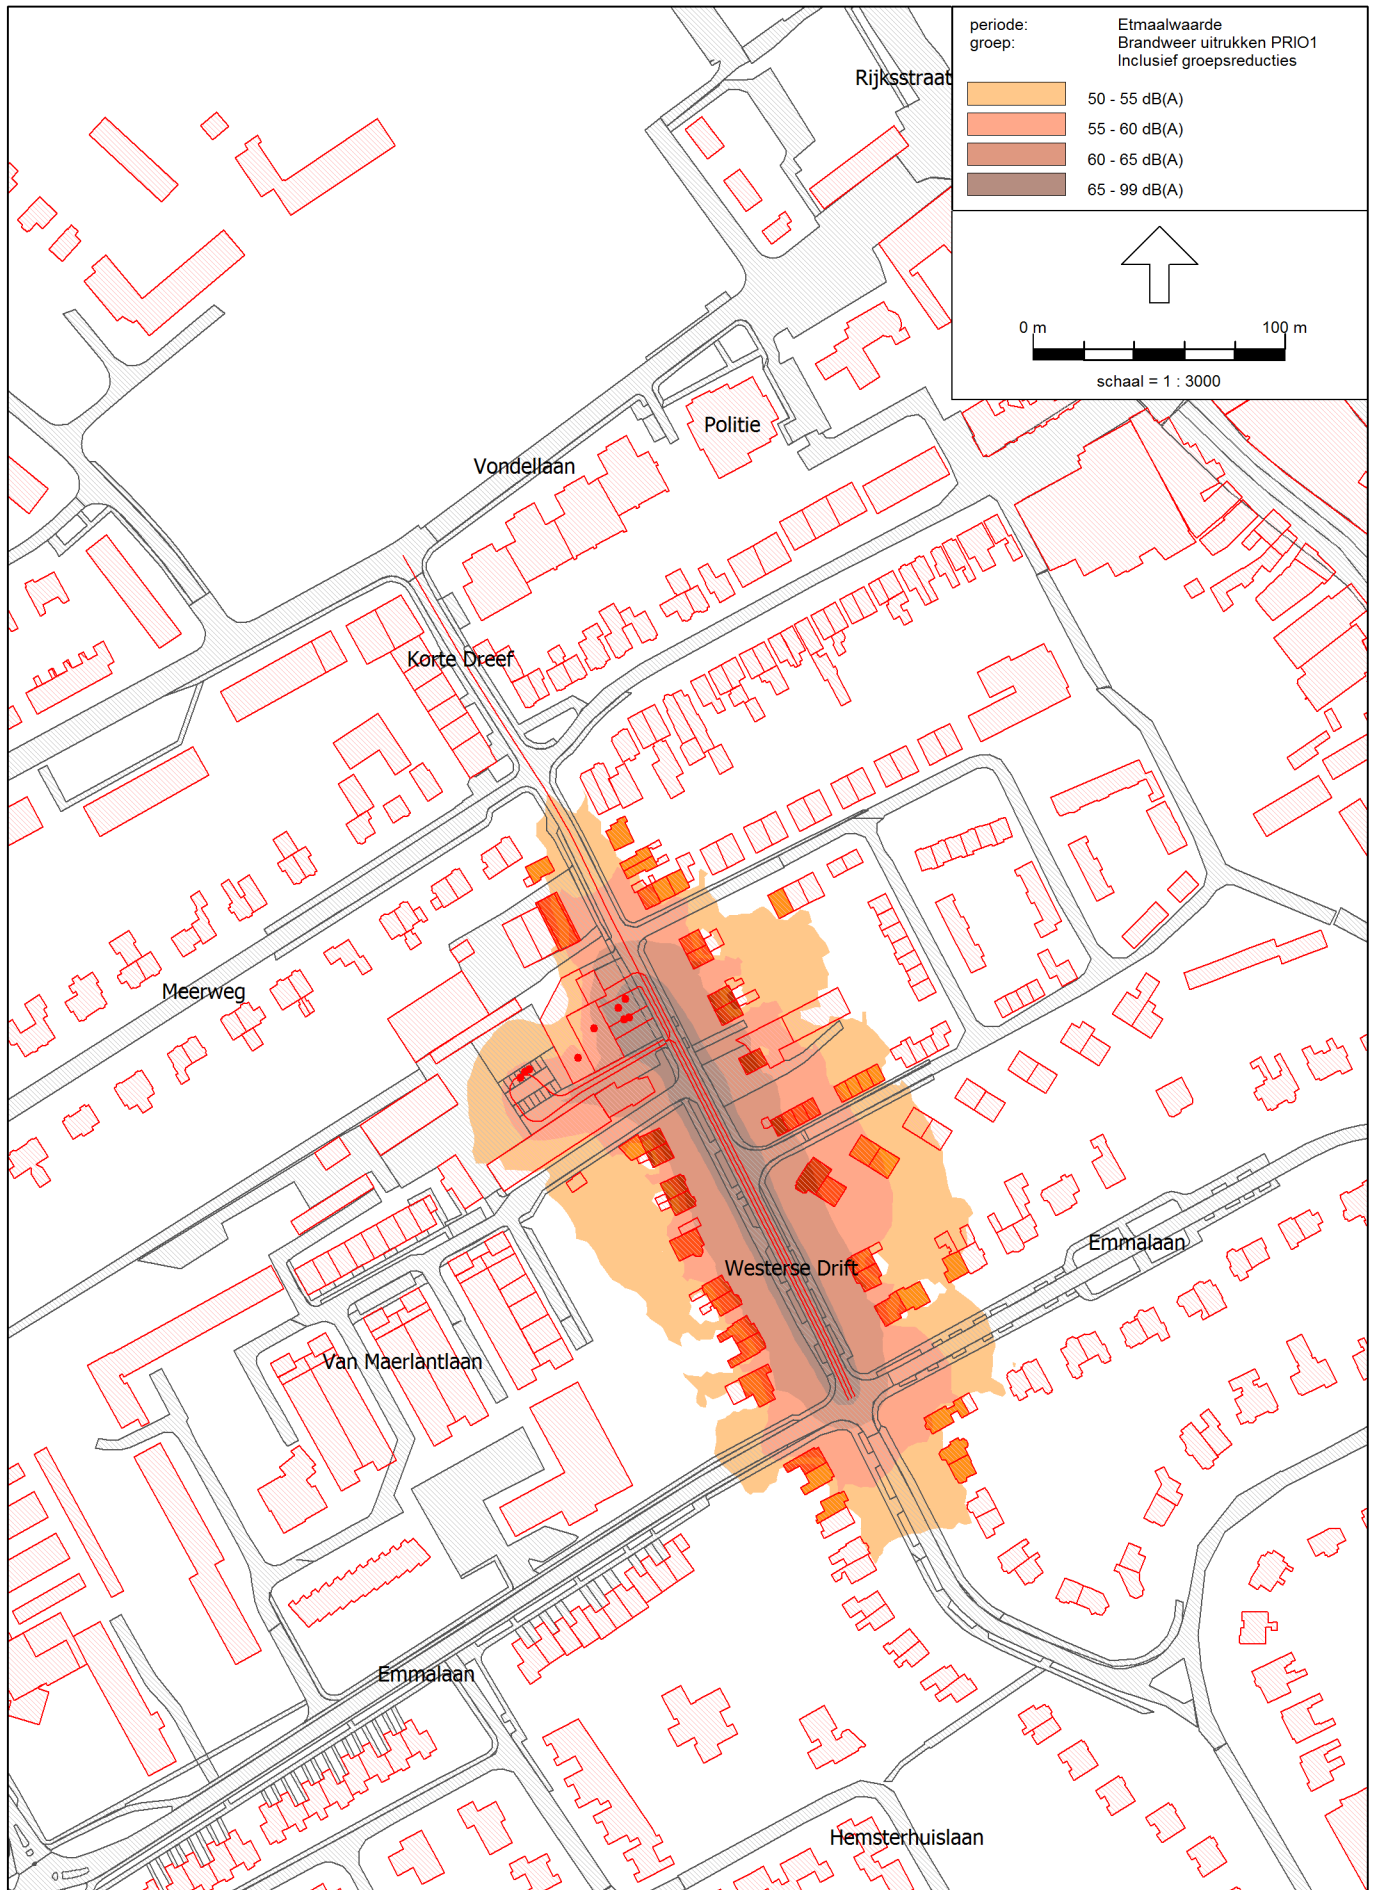 periode: Etmaalwaarde
groep: Brandweer uitrukken PRIO1
Inclusief groepsreducties
50 - 55 dB(A)
55 - 60 dB(A)
60 - 65 dB(A)
65 - 99 dB(A)
0 m 100 m
schaal = 1 : 3000
Rijksstraat
Politie
Vondellaan
Korte Dreef
Meerweg
Emmalaan
Westerse Drift
Van Maerlantlaan
Emmalaan
Hemsterhuislaan